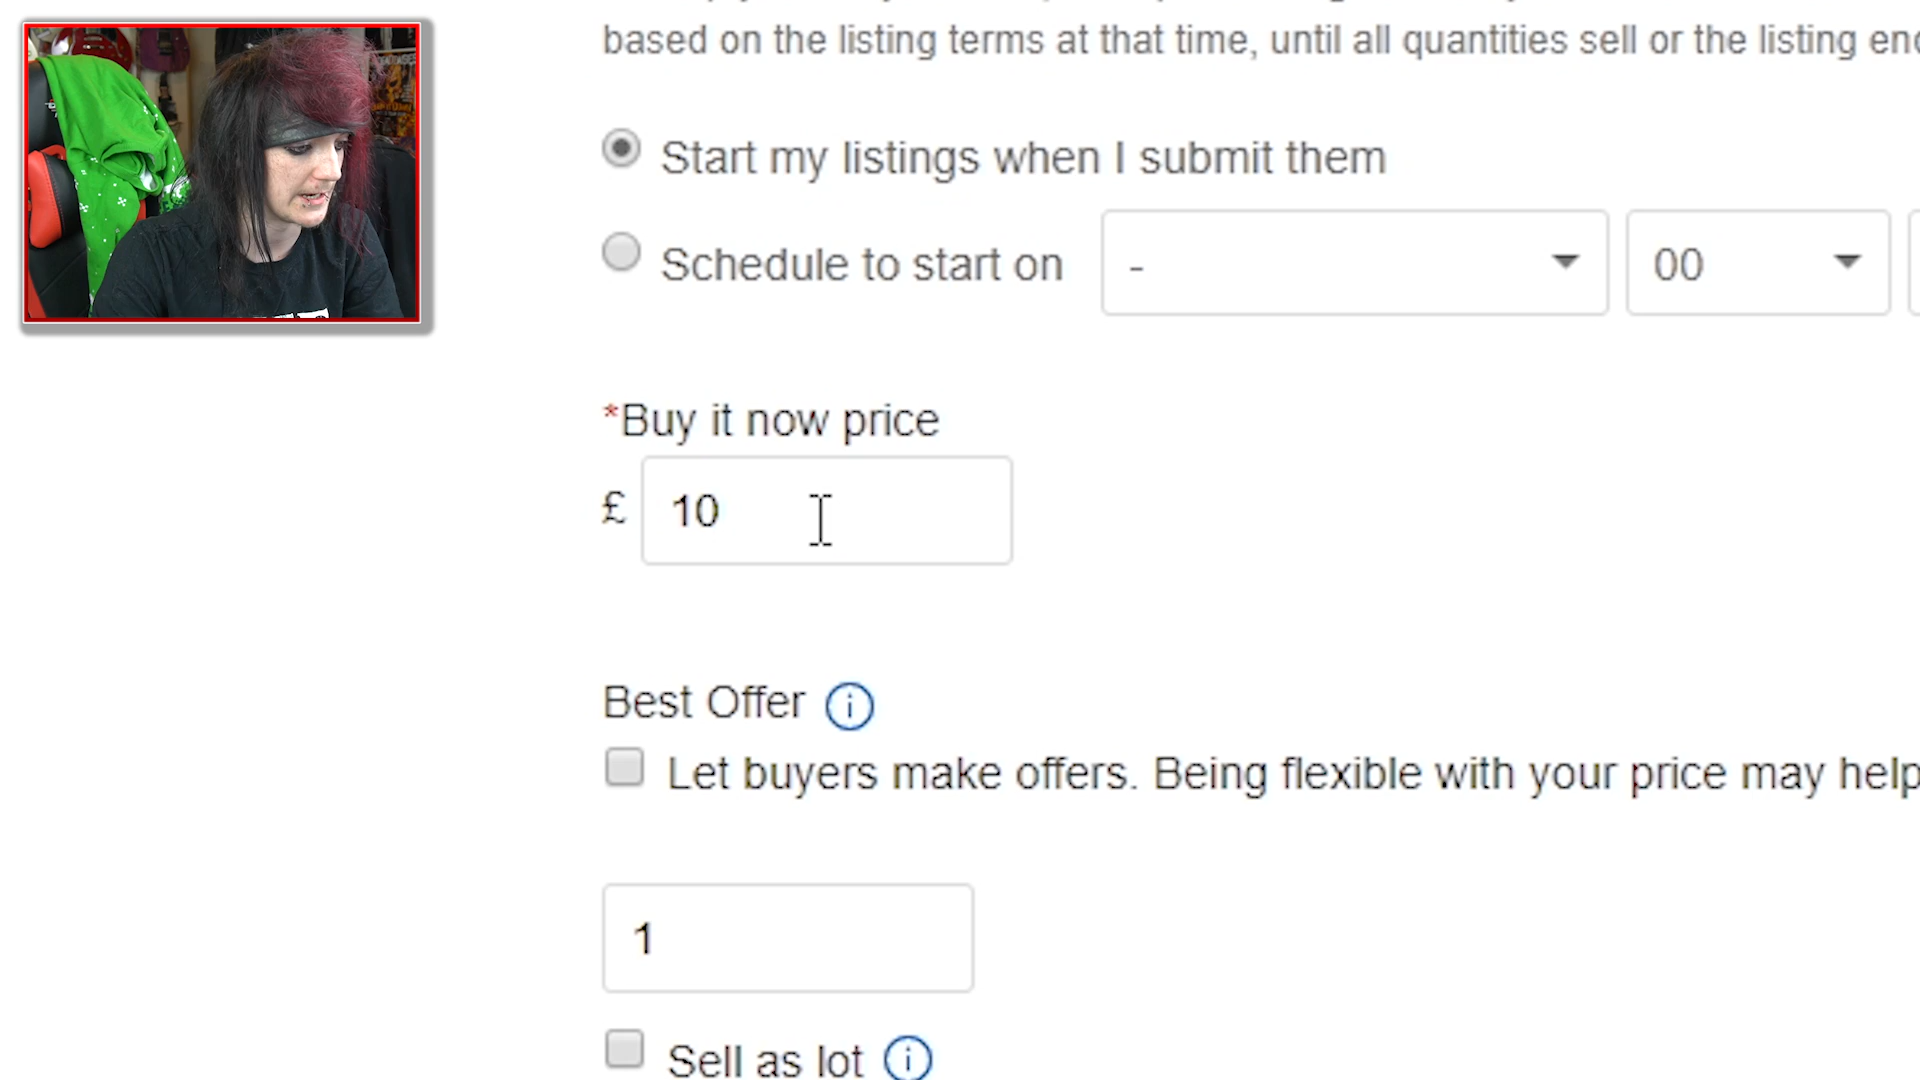 based on the listing terms at that time, until all quantities sell or the listing
Start my listings when I submit them
Schedule to start on - 00
*Buy it now price
£ 10
Best Offer i
Let buyers make offers. Being flexible with your price may help
1
Sell as lot i